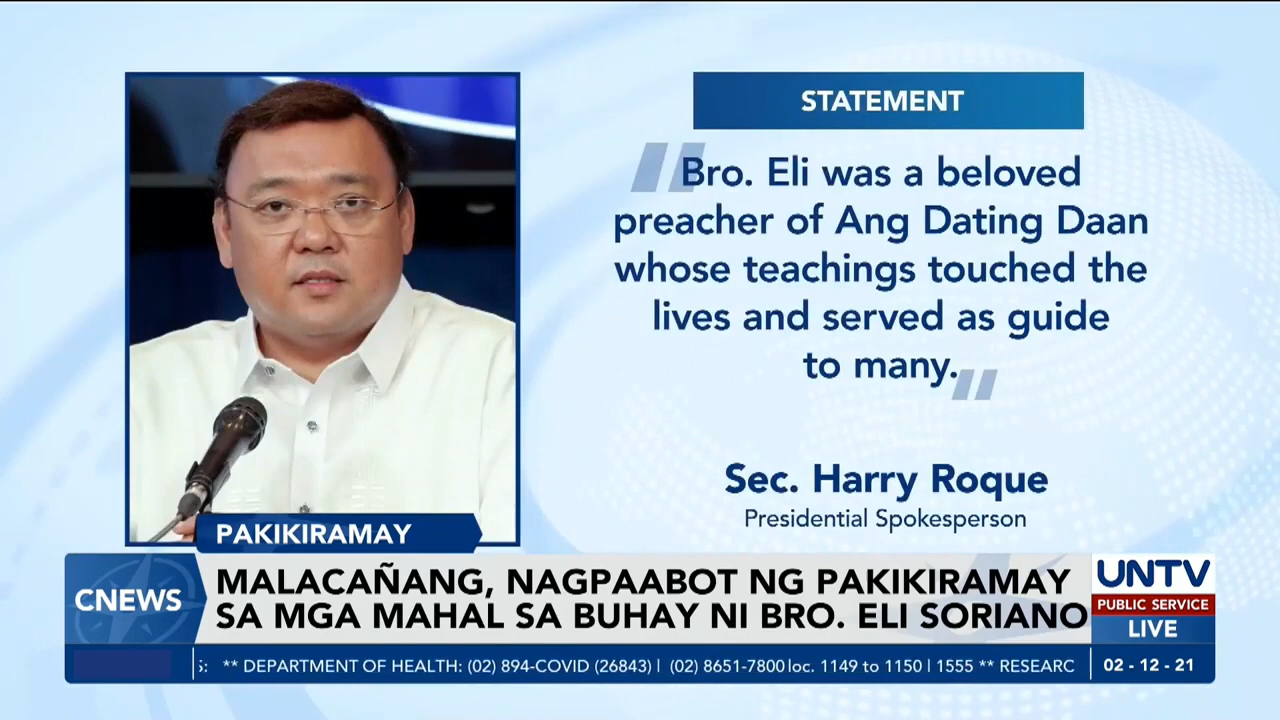 STATEMENT
"Bro. Eli was a beloved
preacher of Ang Dating Daan
whose teachings touched the
lives and served as guide
to many."
Sec. Harry Roque
Presidential Spokesperson
PAKIKIRAMAY
CNEWS
MALACAÑANG, NAGPAABOT NG PAKIKIRAMAY
SA MGA MAHAL SA BUHAY NI BRO. ELI SORIANO
UNTV
PUBLIC SERVICE
LIVE
** DEPARTMENT OF HEALTH: (02) 894-COVID (26843) | (02) 8651-7800 loc. 1149 to 1150 | 1555 ** RESEARC
02 - 12 - 21